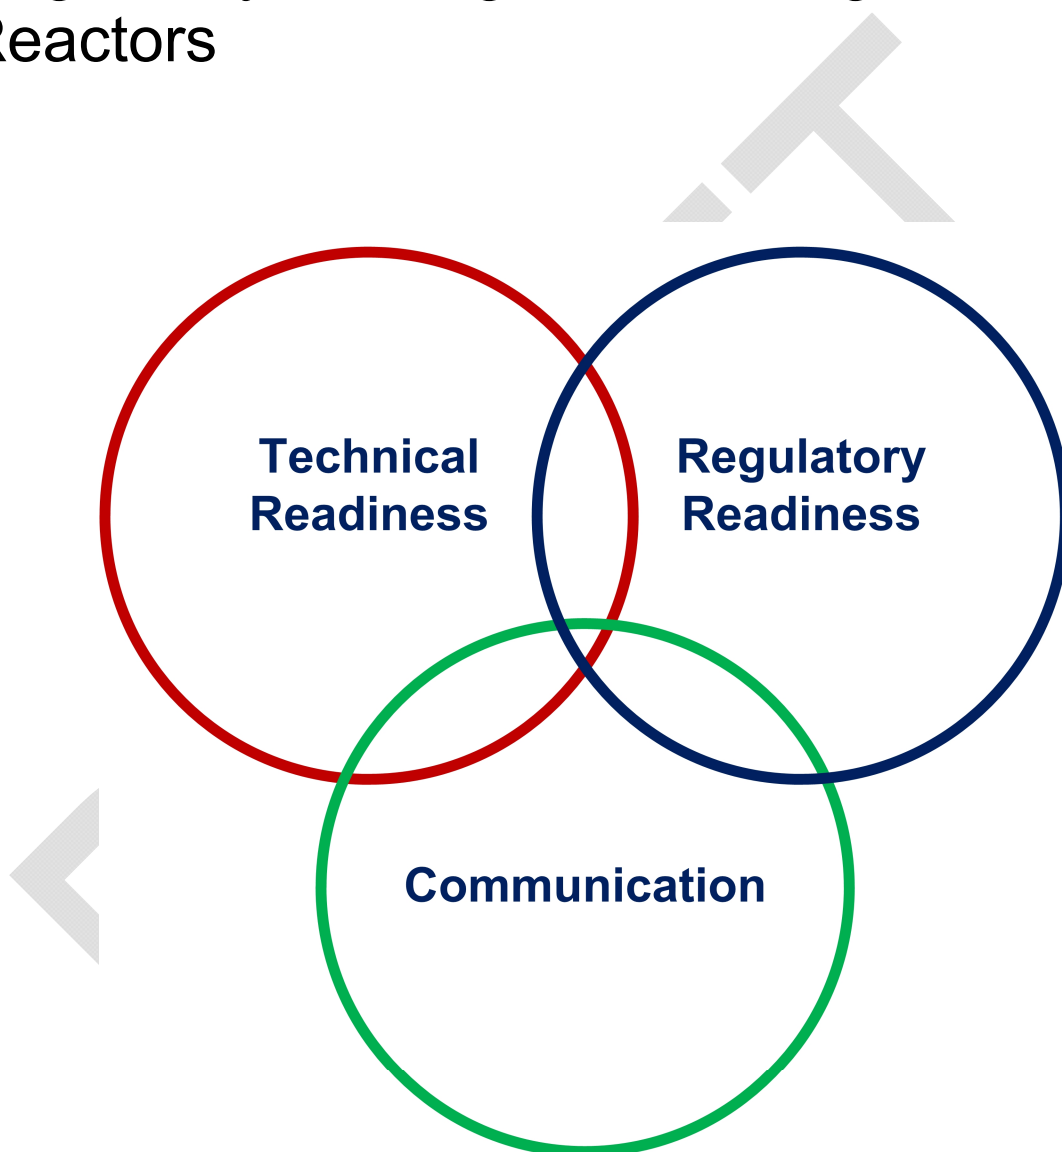 Reactors
Technical
Readiness
Regulatory
Readiness
Communication